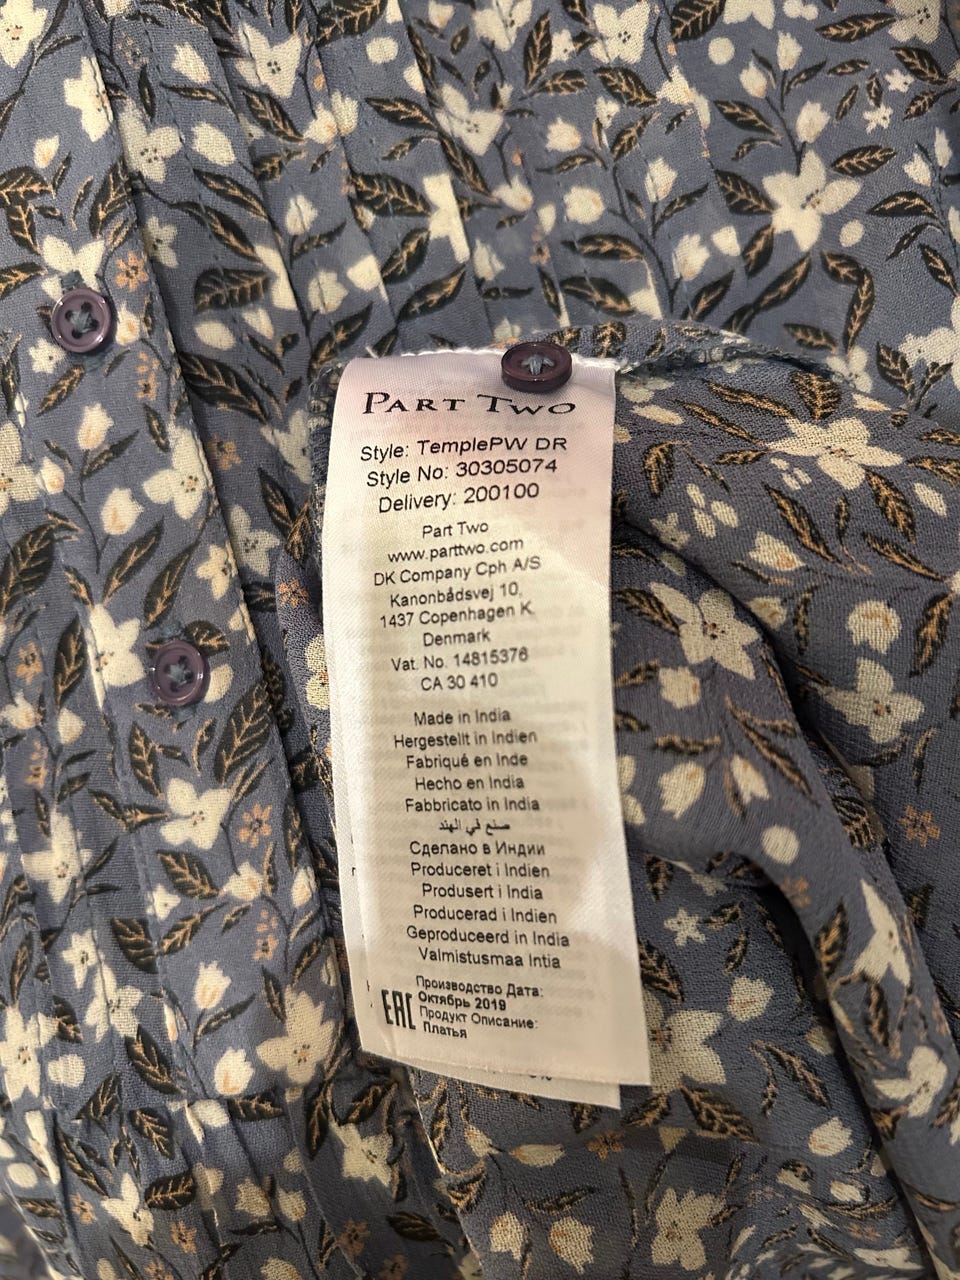 PART TWO
Style: TemplePW DR
Style No: 30305074
Delivery: 200100
Part Two
www.parttwo.com
DK Company Cph A/S
Kanonbådsvej 10,
1437 Copenhagen K.
Denmark
Vat. No. 14815376
CA 30 410
Made in India
Hergestellt in Indien
Fabriqué en Inde
Hecho en India
Fabbricato in India
صنع في الهند
Сделано в Индии
Produceret i Indien
Produsert i India
Producerad i Indien
Geproduceerd in India
Valmistusmaa Intia
Производство Дата:
EAC Октябрь 2019
Продукт Описание:
Платья